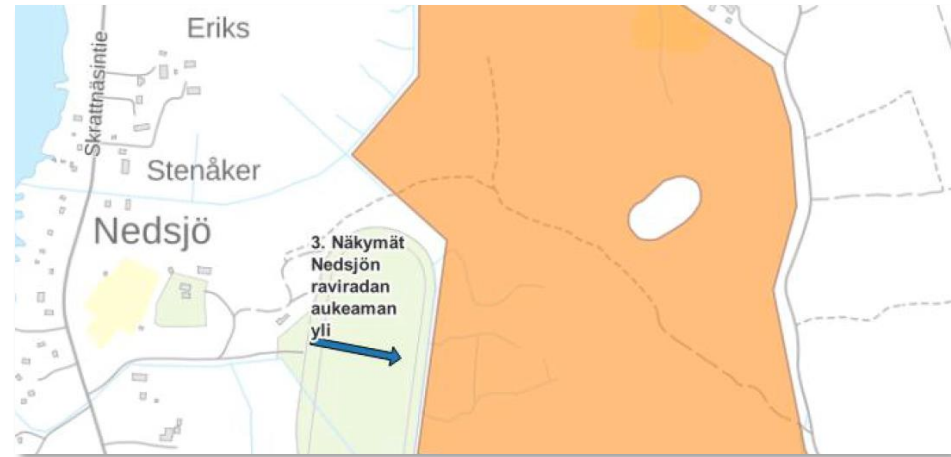 Eriks
Skrattnäsintie
Stenåker
Nedsjö
3. Näkymät
Nedsjön
raviradan
aukeaman
yli